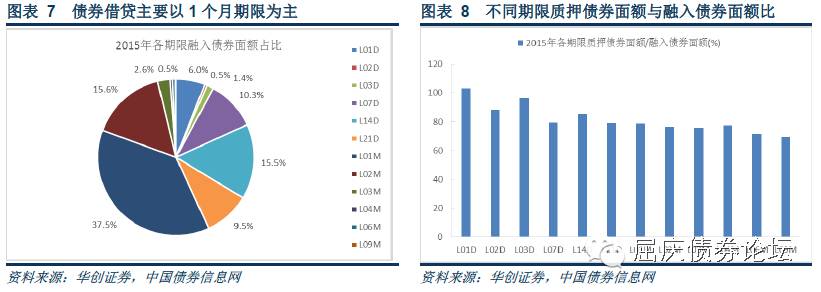 图表 7 债券借贷主要以1个月期限为主
2015年各期限融入债券面额占比
2.6%
0.5%
6.0%
0.5%
1.4%
10.3%
15.6%
15.5%
37.5%
9.5%
L01D
L02D
L03D
L07D
L14D
L21D
L01M
L02M
L03M
L04M
L06M
L09M
资料来源：华创证券，中国债券信息网
图表 8 不同期限质押债券面额与融入债券面额比
2015年各期限质押债券面额/融入债券面额(%)
120
100
80
60
40
20
0
L01D L02D L03D L07D L14
屈庆债券论坛
资料来源：华创证券，中国债券信息网